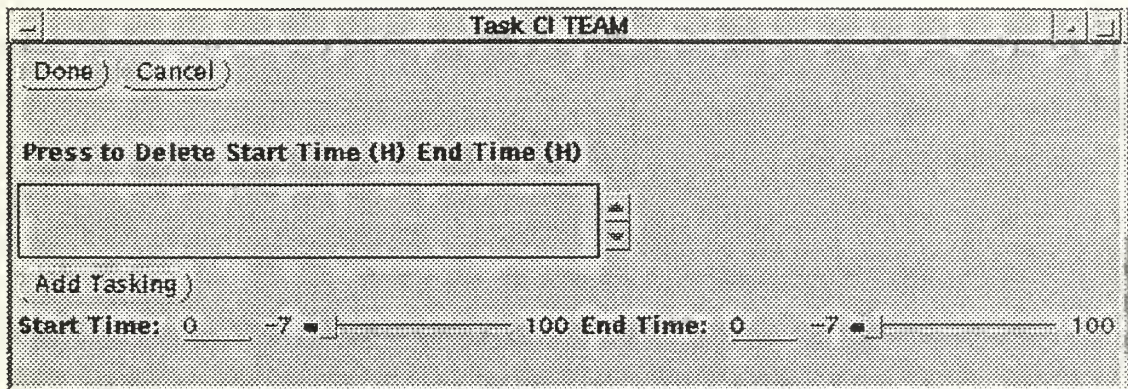 Task CI TEAM
Done Cancel
Press to Delete Start Time (H) End Time (H)
Add Tasking
Start Time: 0 -7 100 End Time: 0 -7 100